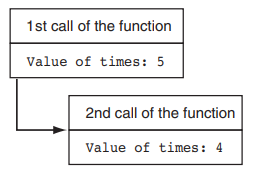 1st call of the function
Value of times: 5
2nd call of the function
Value of times: 4